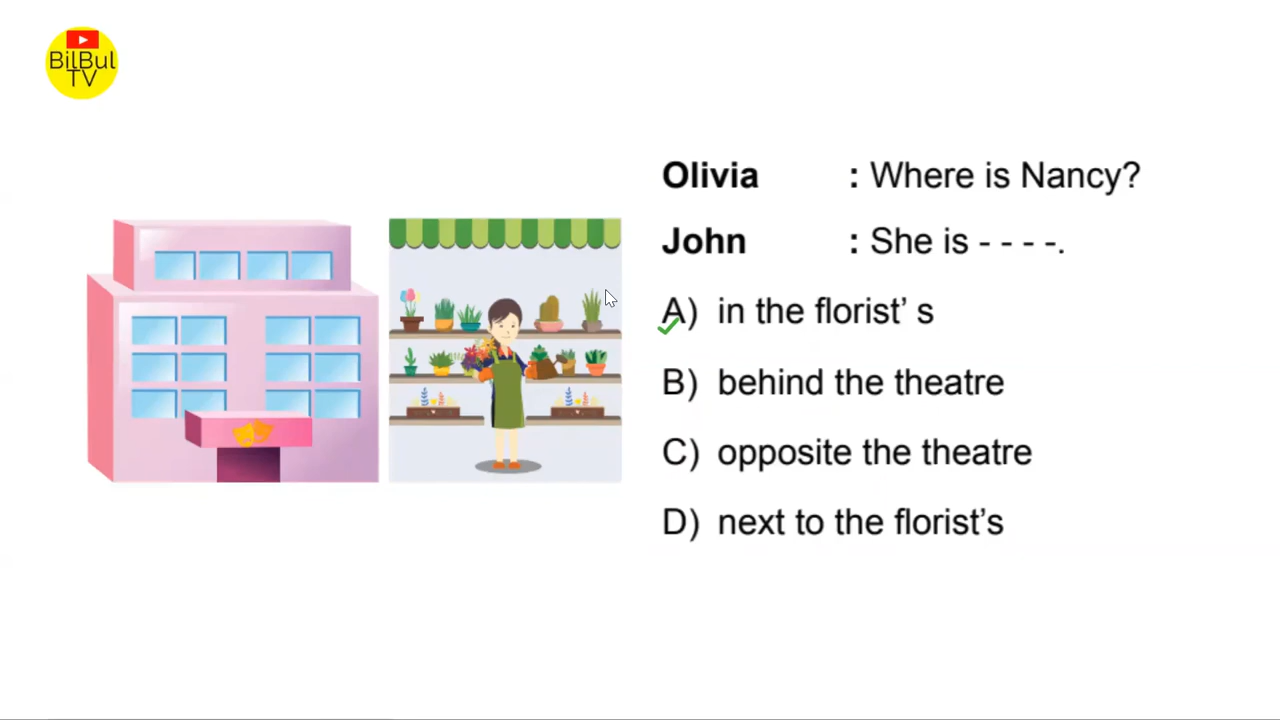 BilBul
TV
Olivia : Where is Nancy?
John : She is - - - -.
A) in the florist’ s
B) behind the theatre
C) opposite the theatre
D) next to the florist’s